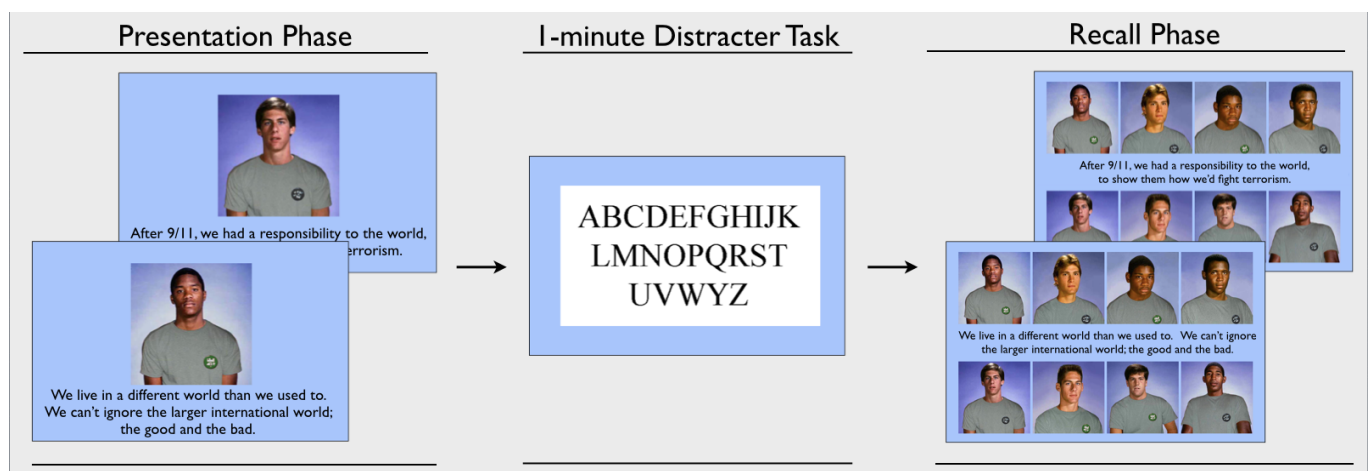 Presentation Phase
After 9/11, we had a responsibility to the world,
errorism.
We live in a different world than we used to.
We can't ignore the larger international world;
the good and the bad.
1-minute Distracter Task
ABCDEFGHIJK
LMNOPQRST
UVWYZ
Recall Phase
After 9/11, we had a responsibility to the world,
to show them how we'd fight terrorism.
We live in a different world than we used to. We can't ignore
the larger international world; the good and the bad.